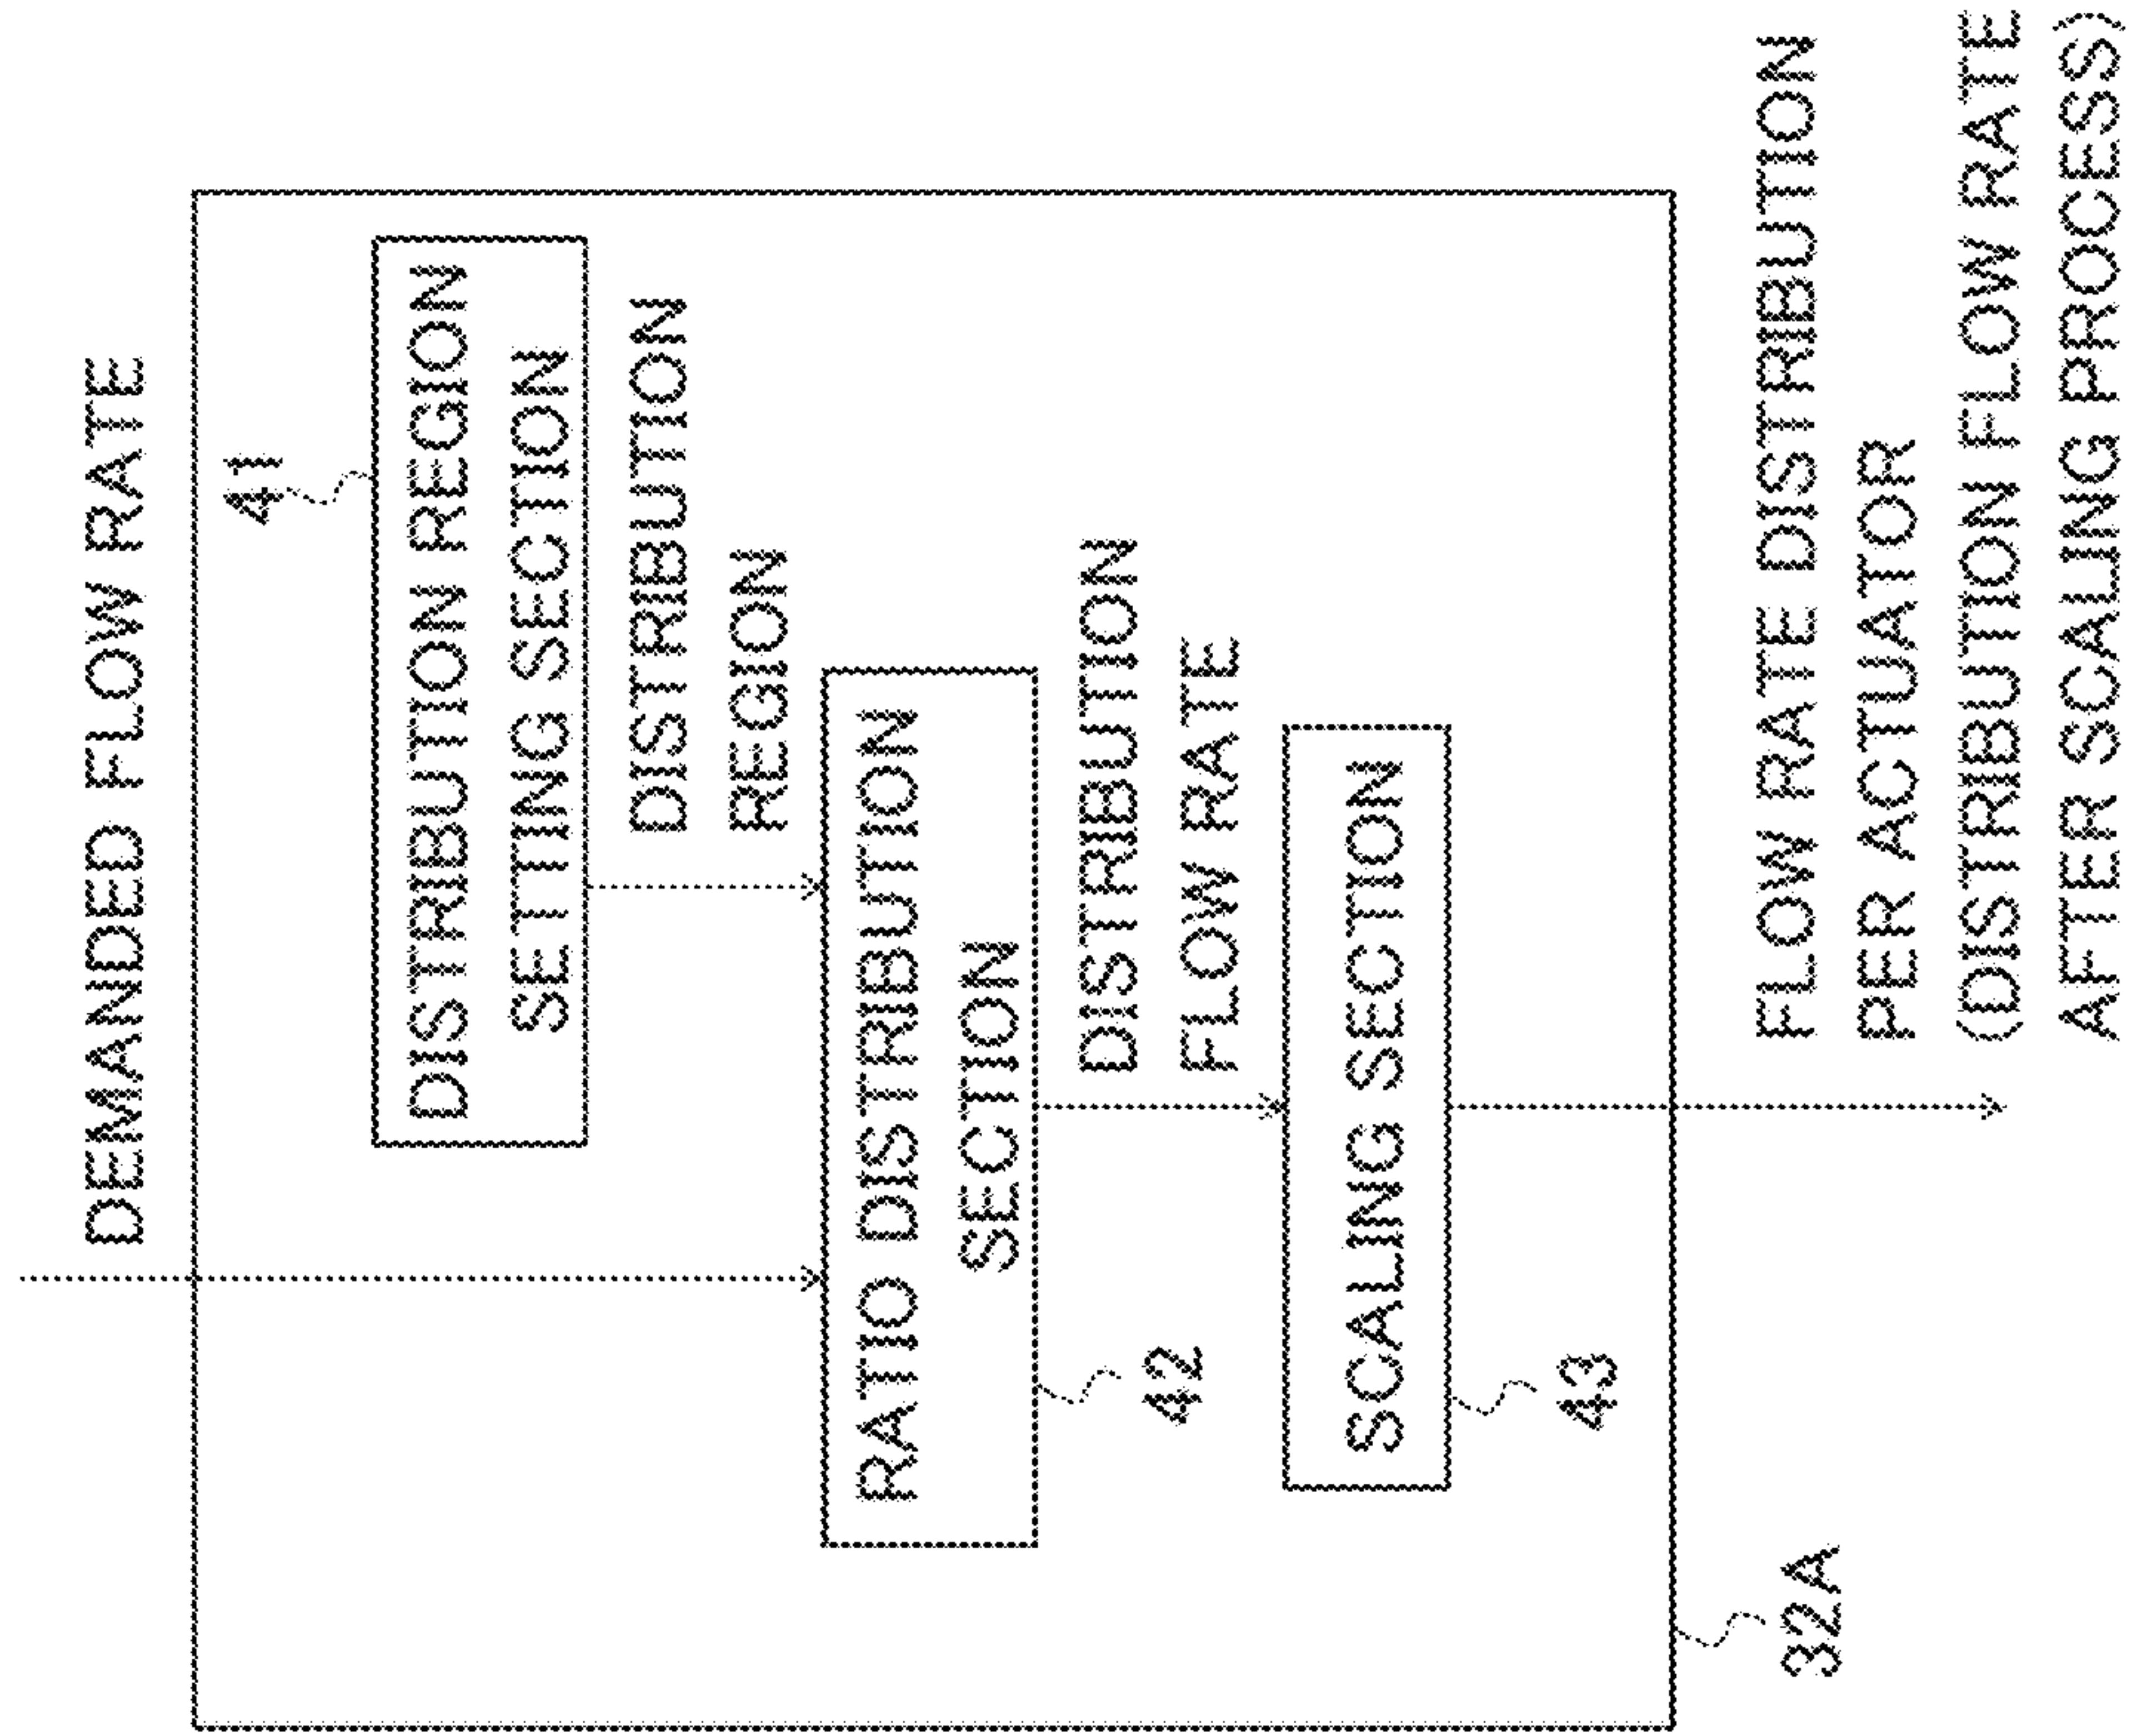 DEMANDED FLOW RATE
41
DISTRIBUTION REGION
SETTING SECTION
DISTRIBUTION
REGION
RATIO DISTRIBUTION
SECTION
42
DISTRIBUTION
FLOW RATE
SCALING SECTION
43
32A
FLOW RATE DISTRIBUTION
PER ACTUATOR
(DISTRIBUTION FLOW RATE
AFTER SCALING PROCESS)